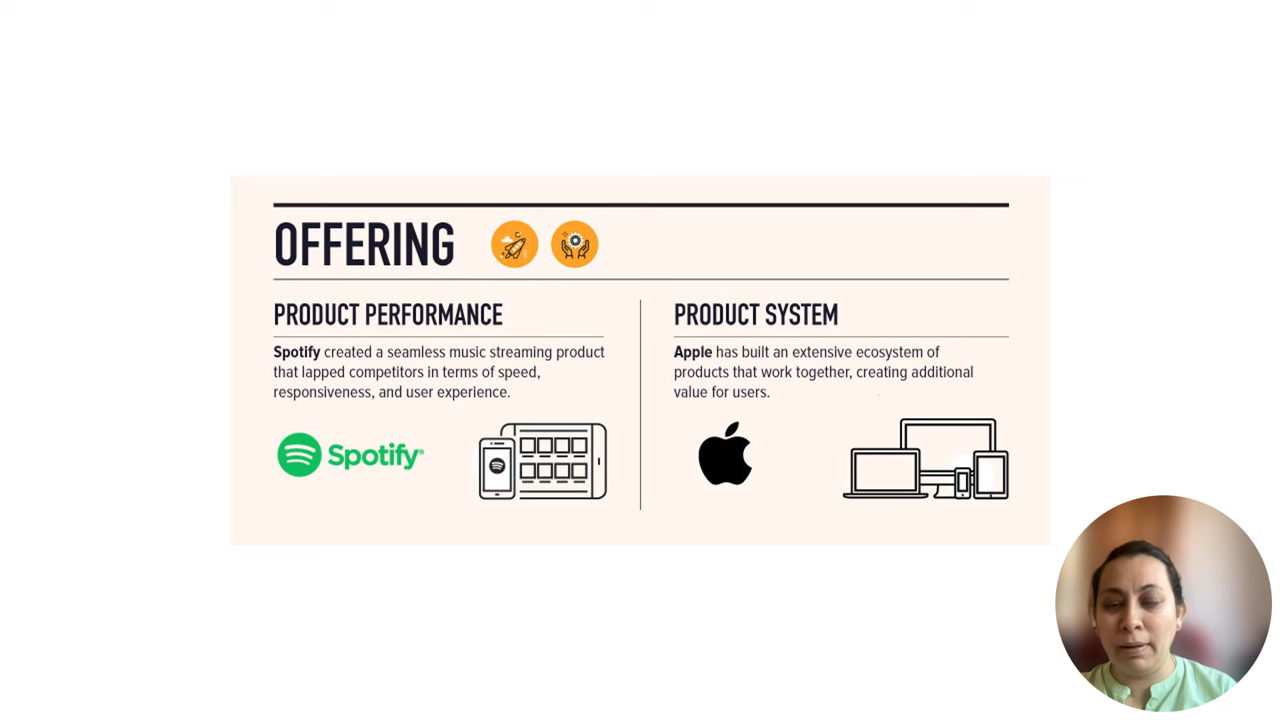 OFFERING
PRODUCT PERFORMANCE
Spotify created a seamless music streaming product
that lapped competitors in terms of speed,
responsiveness, and user experience.
Spotify®
PRODUCT SYSTEM
Apple has built an extensive ecosystem of
products that work together, creating additional
value for users.